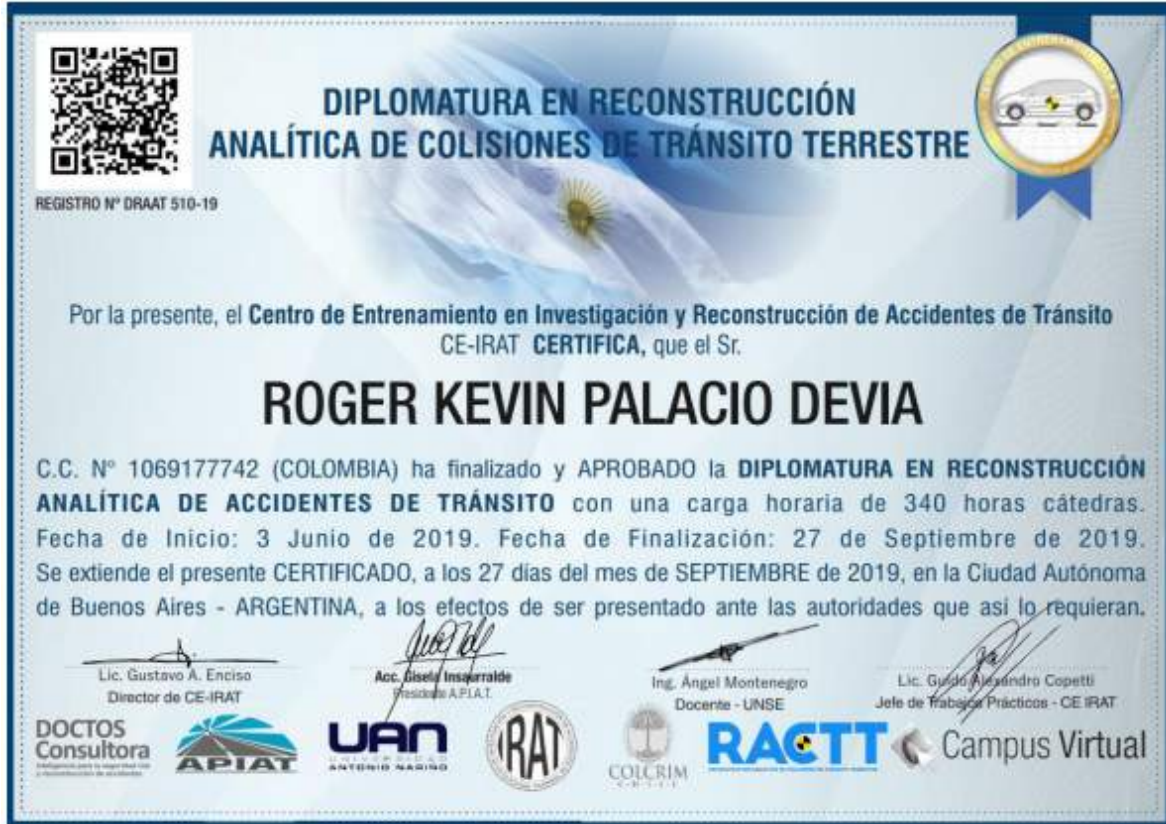 DIPLOMATURA EN RECONSTRUCCIÓN
ANALÍTICA DE COLISIONES DE TRÁNSITO TERRESTRE
REGISTRO Nº DRAAT 510-19
Por la presente, el Centro de Entrenamiento en Investigación y Reconstrucción de Accidentes de Tránsito
CE-IRAT CERTIFICA, que el Sr.
ROGER KEVIN PALACIO DEVIA
C.C. Nº 1069177742 (COLOMBIA) ha finalizado y APROBADO la DIPLOMATURA EN RECONSTRUCCIÓN
ANALÍTICA DE ACCIDENTES DE TRÁNSITO con una carga horaria de 340 horas cátedras.
Fecha de Inicio: 3 Junio de 2019. Fecha de Finalización: 27 de Septiembre de 2019.
Se extiende el presente CERTIFICADO, a los 27 días del mes de SEPTIEMBRE de 2019, en la Ciudad Autónoma
de Buenos Aires - ARGENTINA, a los efectos de ser presentado ante las autoridades que así lo requieran.
Lic. Gustavo A. Enciso
Director de CE-IRAT
Acc. Gisela Insaurralde
Presidente A.P.I.A.T.
Ing. Ángel Montenegro
Docente - UNSE
Lic. Guido Alexandro Copetti
Jefe de Trabajos Prácticos - CE IRAT
DOCTOS
Consultora
APIAT
UAN
UNIVERSIDAD
ANTONIO NARIÑO
IRAT
COLCRIM
CHILE
RACTT
Campus Virtual